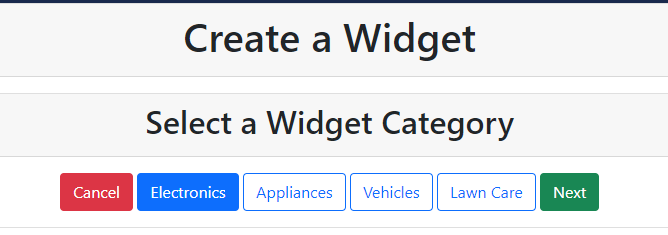 Create a Widget
Select a Widget Category
Cancel Electronics Appliances Vehicles Lawn Care Next